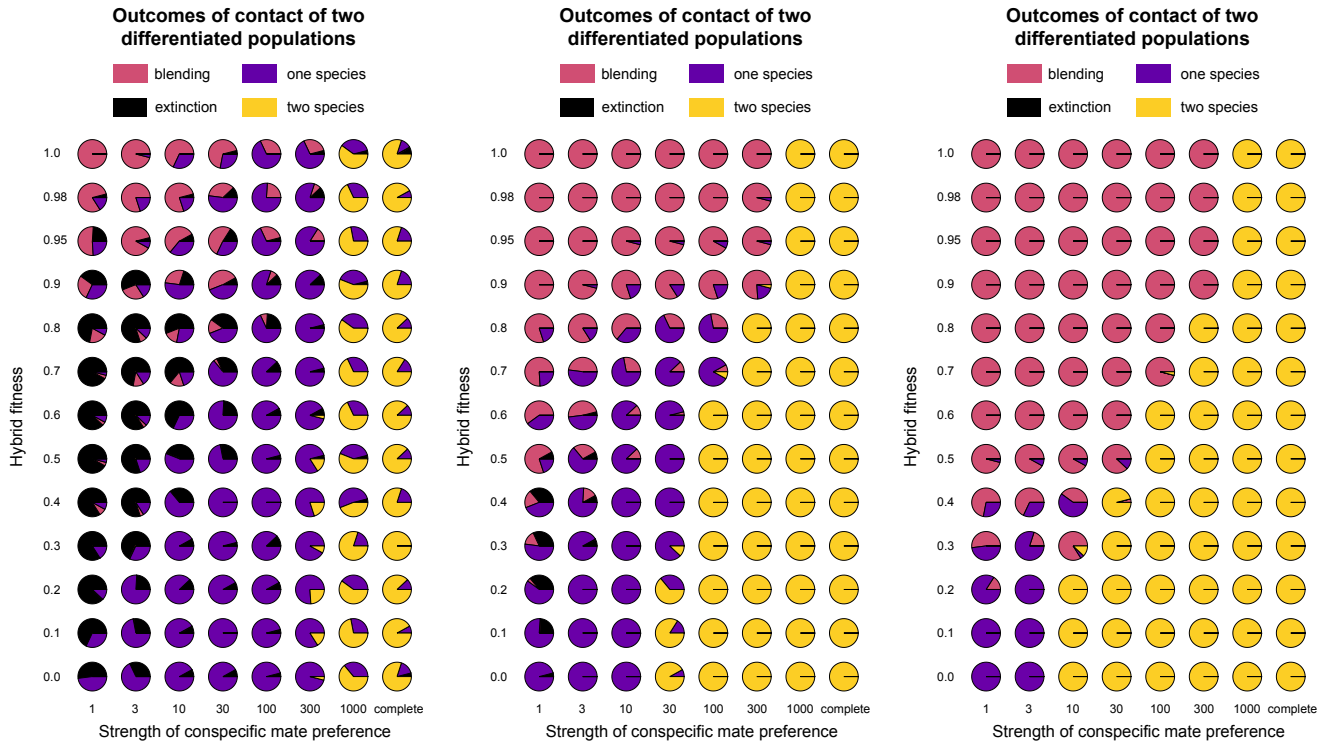 Outcomes of contact of two
differentiated populations
blending
one species
extinction
two species
1.0
0.98
0.95
0.9
0.8
0.7
0.6
0.5
0.4
0.3
0.2
0.1
0.0
Hybrid fitness
1 3 10 30 100 300 1000 complete
Strength of conspecific mate preference
Outcomes of contact of two
differentiated populations
blending
one species
extinction
two species
1.0
0.98
0.95
0.9
0.8
0.7
0.6
0.5
0.4
0.3
0.2
0.1
0.0
Hybrid fitness
1 3 10 30 100 300 1000 complete
Strength of conspecific mate preference
Outcomes of contact of two
differentiated populations
blending
one species
extinction
two species
1.0
0.98
0.95
0.9
0.8
0.7
0.6
0.5
0.4
0.3
0.2
0.1
0.0
Hybrid fitness
1 3 10 30 100 300 1000 complete
Strength of conspecific mate preference